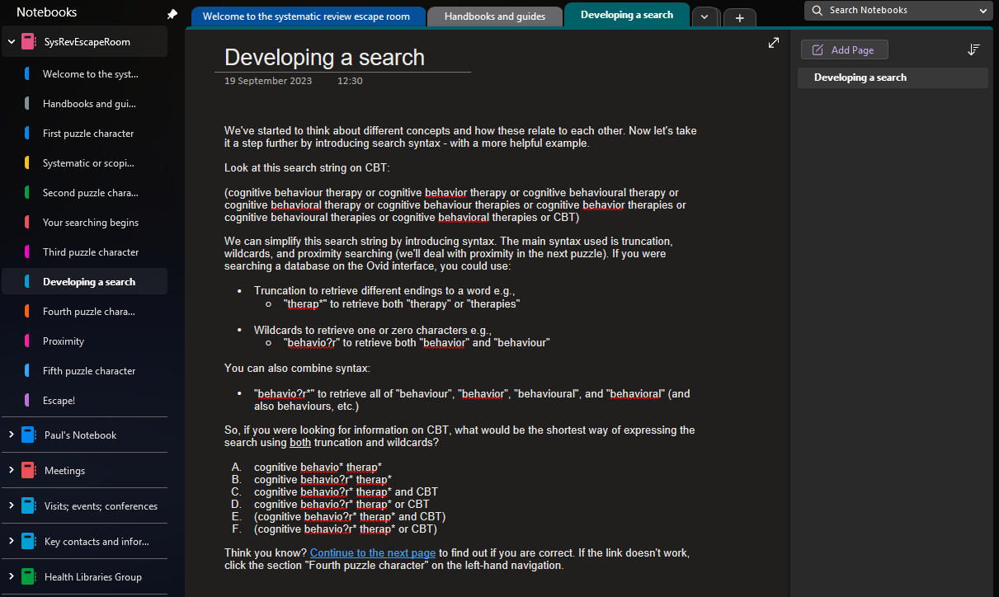 Notebooks
Welcome to the systematic review escape room
Handbooks and guides
Developing a search
Search Notebooks
SysRevEscapeRoom
Welcome to the syst...
Handbooks and gui...
First puzzle character
Systematic or scopi...
Second puzzle chara...
Your searching begins
Third puzzle character
Developing a search
Fourth puzzle chara...
Proximity
Fifth puzzle character
Escape!
Paul's Notebook
Meetings
Visits; events; conferences
Key contacts and infor...
Health Libraries Group
Developing a search
19 September 2023 12:30
We've started to think about different concepts and how these relate to each other. Now let's take
it a step further by introducing search syntax - with a more helpful example.
Look at this search string on CBT:
(cognitive behaviour therapy or cognitive behavior therapy or cognitive behavioural therapy or
cognitive behavioral therapy or cognitive behaviour therapies or cognitive behavior therapies or
cognitive behavioural therapies or cognitive behavioral therapies or CBT)
We can simplify this search string by introducing syntax. The main syntax used is truncation,
wildcards, and proximity searching (we'll deal with proximity in the next puzzle). If you were
searching a database on the Ovid interface, you could use:
• Truncation to retrieve different endings to a word e.g.,
○ "therap*" to retrieve both "therapy" or "therapies"
• Wildcards to retrieve one or zero characters e.g.,
○ "behavio?r" to retrieve both "behavior" and "behaviour"
You can also combine syntax:
• "behavio?r*" to retrieve all of "behaviour", "behavior", "behavioural", and "behavioral" (and
also behaviours, etc.)
So, if you were looking for information on CBT, what would be the shortest way of expressing the
search using both truncation and wildcards?
A. cognitive behavio* therap*
B. cognitive behavio?r* therap*
C. cognitive behavio?r* therap* and CBT
D. cognitive behavio?r* therap* or CBT
E. (cognitive behavio?r* therap* and CBT)
F. (cognitive behavio?r* therap* or CBT)
Think you know? Continue to the next page to find out if you are correct. If the link doesn't work,
click the section "Fourth puzzle character" on the left-hand navigation.
Add Page
Developing a search